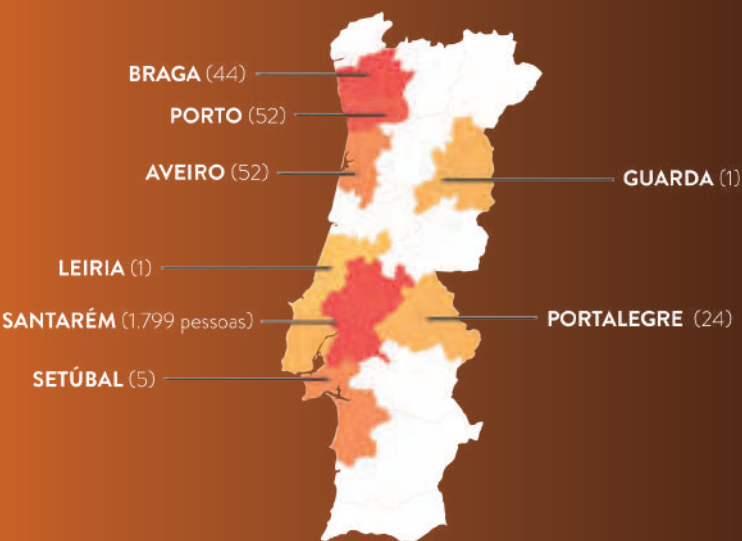 BRAGA (44)
PORTO (52)
AVEIRO (52)
GUARDA (1)
LEIRIA (1)
SANTARÉM (1.799 pessoas)
PORTALEGRE (24)
SETÚBAL (5)